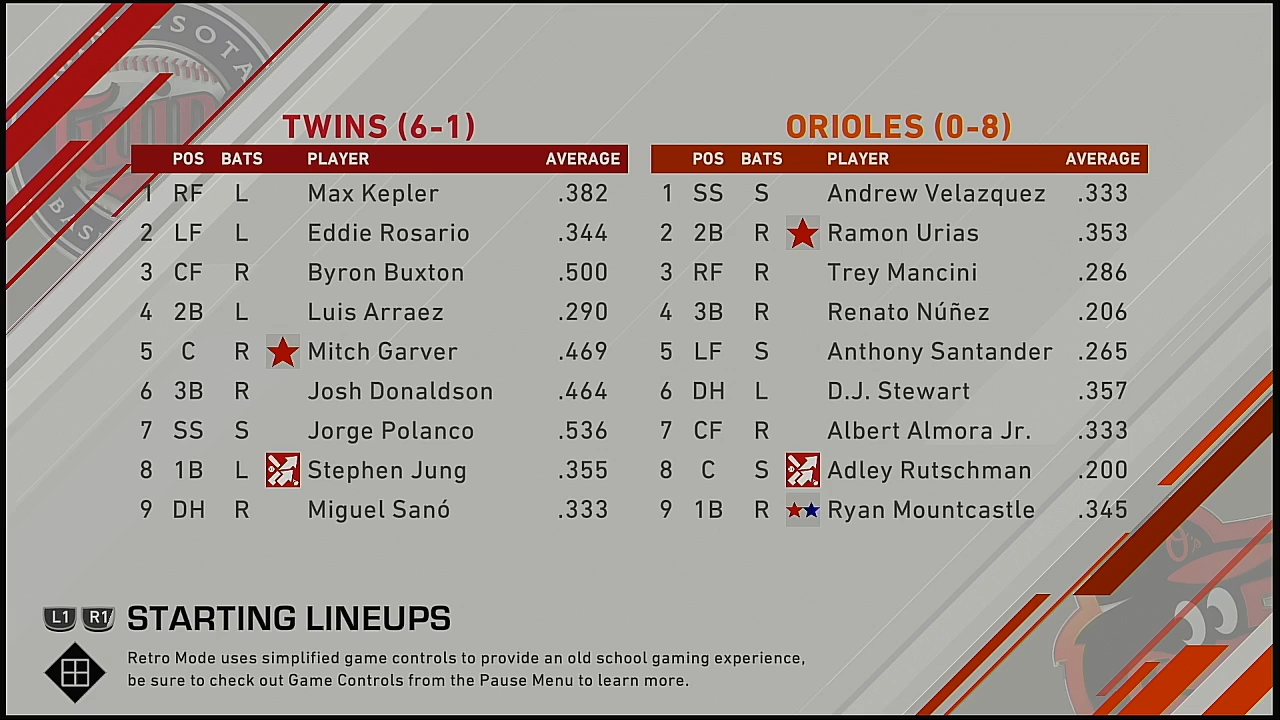 MINNESOTA
Twins
BAS
TWINS (6-1)
POS BATS PLAYER AVERAGE
1 RF L Max Kepler .382
2 LF L Eddie Rosario .344
3 CF R Byron Buxton .500
4 2B L Luis Arraez .290
5 C R Mitch Garver .469
6 3B R Josh Donaldson .464
7 SS S Jorge Polanco .536
8 1B L Stephen Jung .355
9 DH R Miguel Sanó .333
ORIOLES (0-8)
POS BATS PLAYER AVERAGE
1 SS S Andrew Velazquez .333
2 2B R Ramon Urias .353
3 RF R Trey Mancini .286
4 3B R Renato Núñez .206
5 LF S Anthony Santander .265
6 DH L D.J. Stewart .357
7 CF R Albert Almora Jr. .333
8 C S Adley Rutschman .200
9 1B R Ryan Mountcastle .345
O's
L1 R1 STARTING LINEUPS
Retro Mode uses simplified game controls to provide an old school gaming experience,
be sure to check out Game Controls from the Pause Menu to learn more.